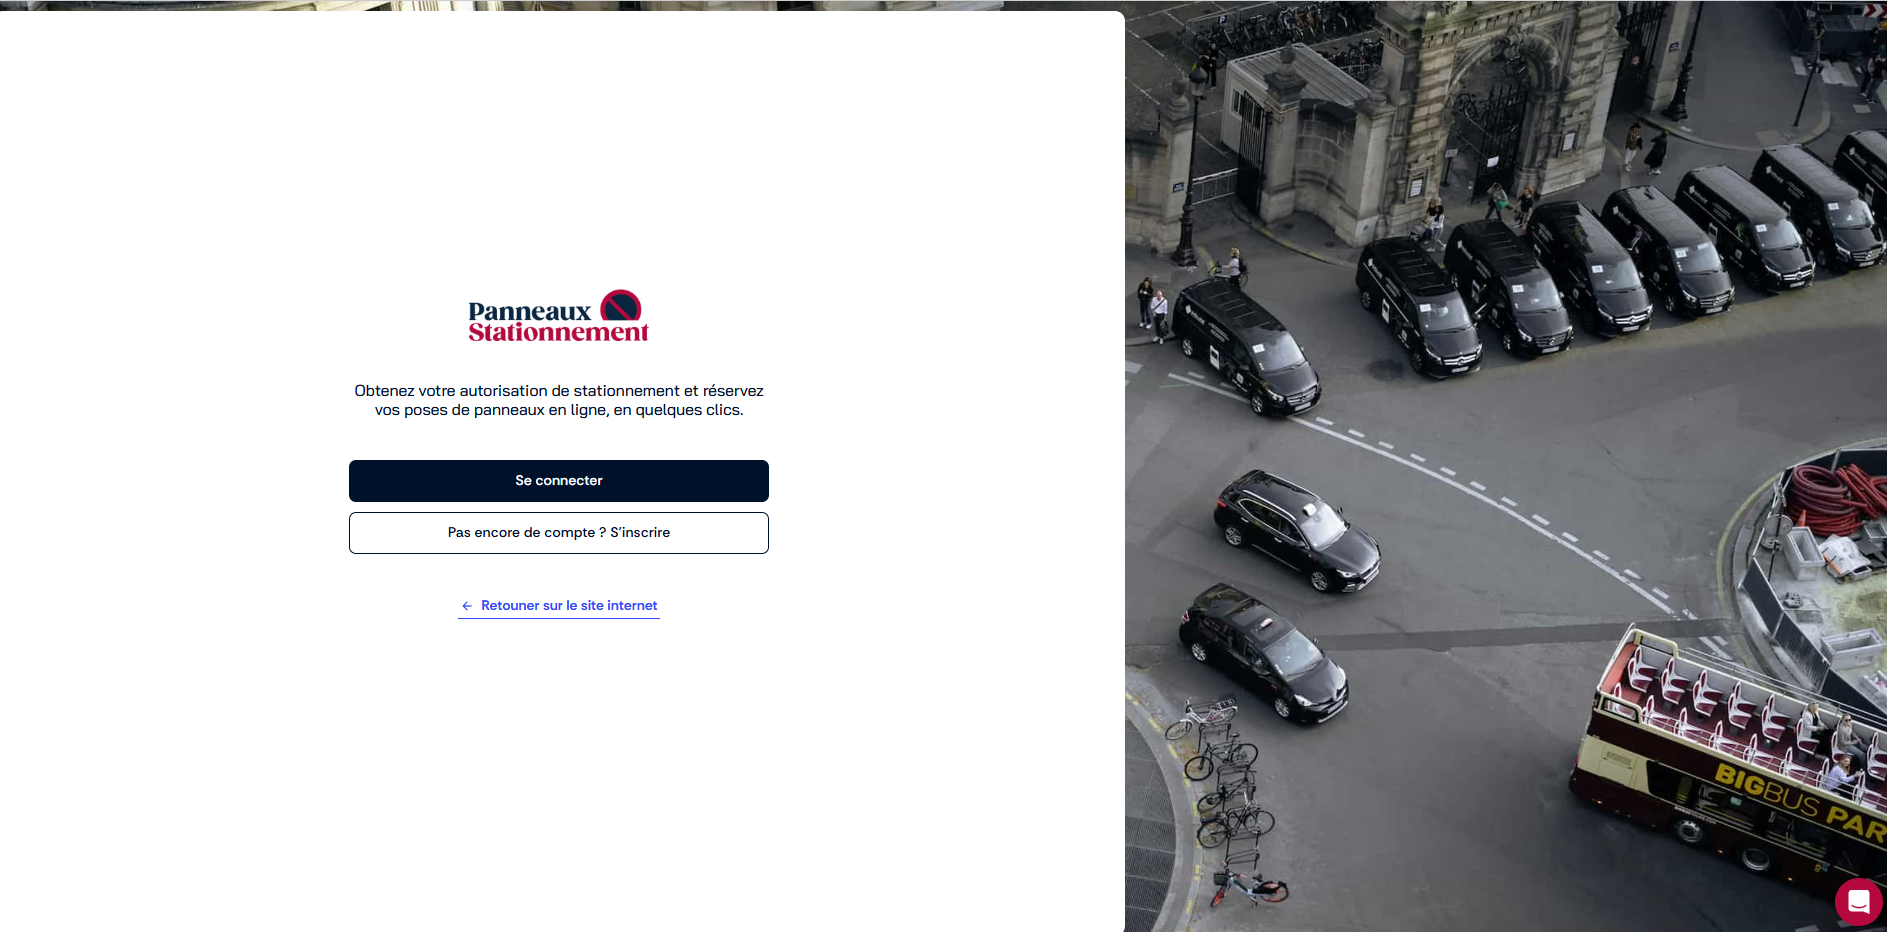 Panneaux
Stationnement
Obtenez votre autorisation de stationnement et réservez
vos poses de panneaux en ligne, en quelques clics.
Se connecter
Pas encore de compte ? S'inscrire
← Retouner sur le site internet
BIGBUS PAR